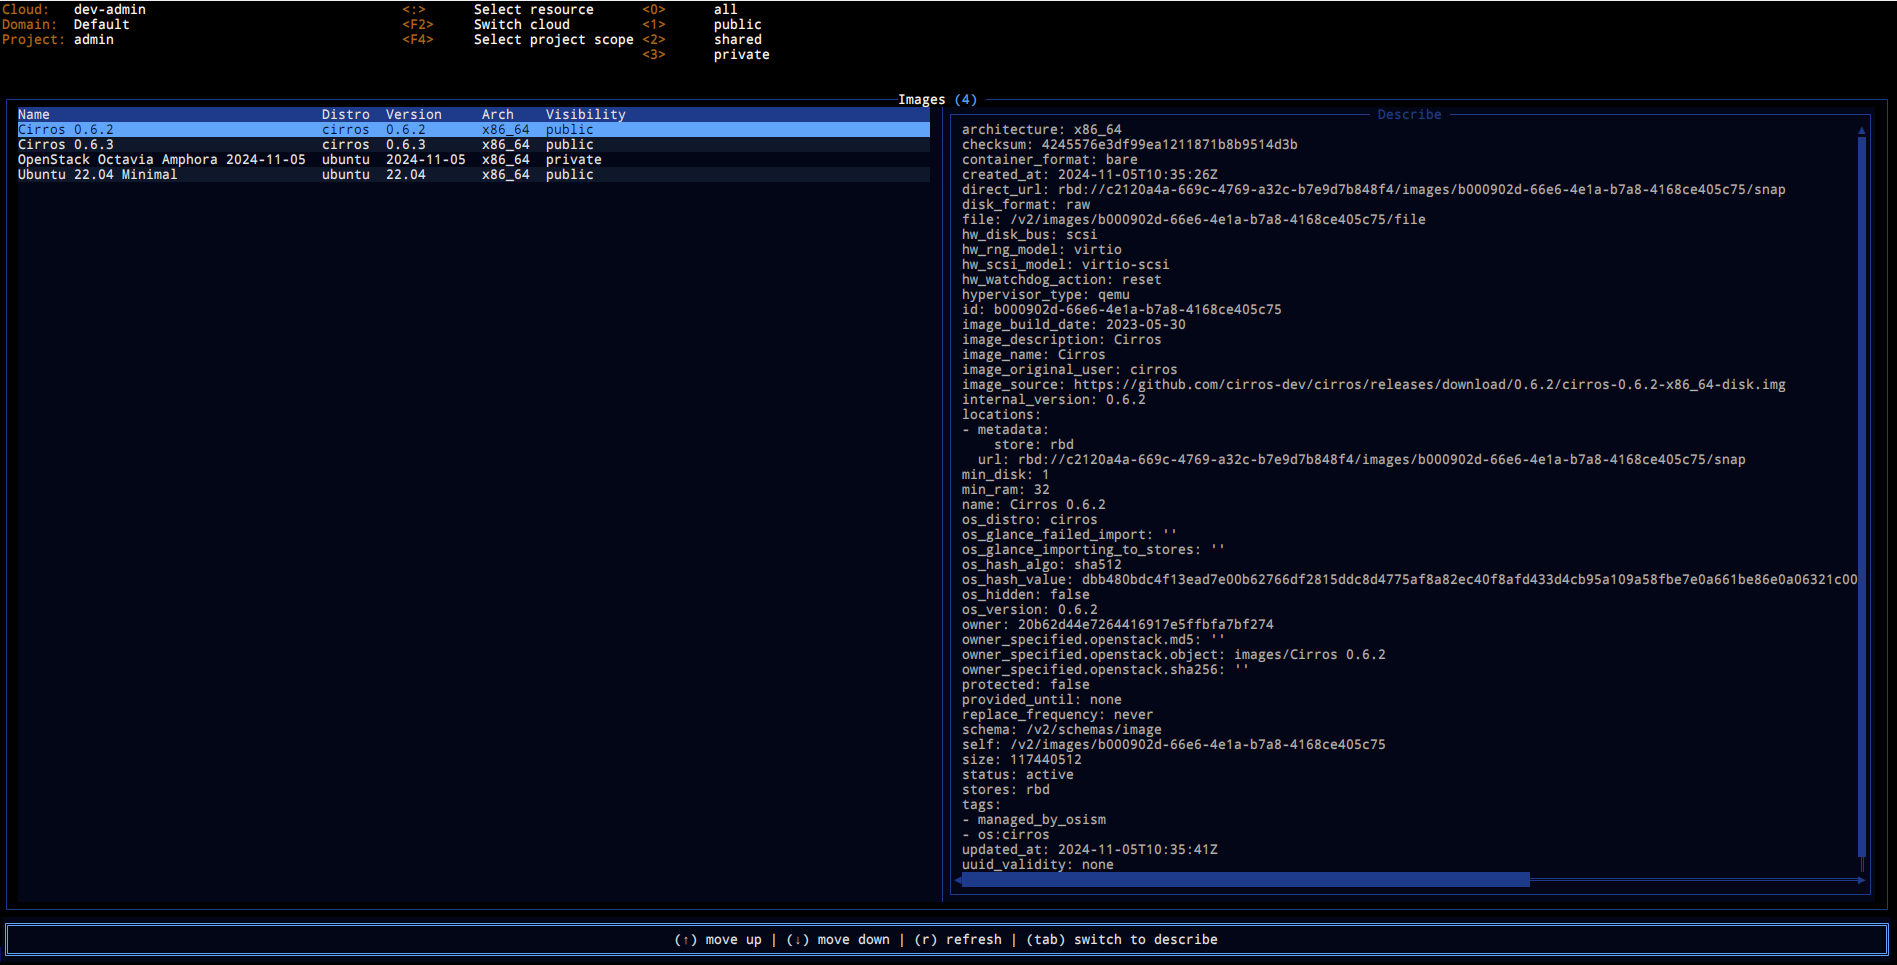 Cloud: dev-admin <:> Select resource <0> all
Domain: Default <F2> Switch cloud <1> public
Project: admin <F4> Select project scope <2> shared
<3> private
Images (4)
Name Distro Version Arch Visibility
Cirros 0.6.2 cirros 0.6.2 x86_64 public
Cirros 0.6.3 cirros 0.6.3 x86_64 public
OpenStack Octavia Amphora 2024-11-05 ubuntu 2024-11-05 x86_64 private
Ubuntu 22.04 Minimal ubuntu 22.04 x86_64 public
Describe
architecture: x86_64
checksum: 4245576e3df99ea1211871b8b9514d3b
container_format: bare
created_at: 2024-11-05T10:35:26Z
direct_url: rbd://c2120a4a-669c-4769-a32c-b7e9d7b848f4/images/b000902d-66e6-4e1a-b7a8-4168ce405c75/snap
disk_format: raw
file: /v2/images/b000902d-66e6-4e1a-b7a8-4168ce405c75/file
hw_disk_bus: scsi
hw_rng_model: virtio
hw_scsi_model: virtio-scsi
hw_watchdog_action: reset
hypervisor_type: qemu
id: b000902d-66e6-4e1a-b7a8-4168ce405c75
image_build_date: 2023-05-30
image_description: Cirros
image_name: Cirros
image_original_user: cirros
image_source: https://github.com/cirros-dev/cirros/releases/download/0.6.2/cirros-0.6.2-x86_64-disk.img
internal_version: 0.6.2
locations:
- metadata:
store: rbd
url: rbd://c2120a4a-669c-4769-a32c-b7e9d7b848f4/images/b000902d-66e6-4e1a-b7a8-4168ce405c75/snap
min_disk: 1
min_ram: 32
name: Cirros 0.6.2
os_distro: cirros
os_glance_failed_import: ''
os_glance_importing_to_stores: ''
os_hash_algo: sha512
os_hash_value: dbb480bdc4f13ead7e00b62766df2815ddc8d4775af8a82ec40f8afd433d4cb95a109a58fbe7e0a661be86e0a06321c00
os_hidden: false
os_version: 0.6.2
owner: 20b62d44e7264416917e5ffbfa7bf274
owner_specified.openstack.md5: ''
owner_specified.openstack.object: images/Cirros 0.6.2
owner_specified.openstack.sha256: ''
protected: false
provided_until: none
replace_frequency: never
schema: /v2/schemas/image
self: /v2/images/b000902d-66e6-4e1a-b7a8-4168ce405c75
size: 117440512
status: active
stores: rbd
tags:
- managed_by_osism
- os:cirros
updated_at: 2024-11-05T10:35:41Z
uuid_validity: none
(↑) move up | (↓) move down | (r) refresh | (tab) switch to describe